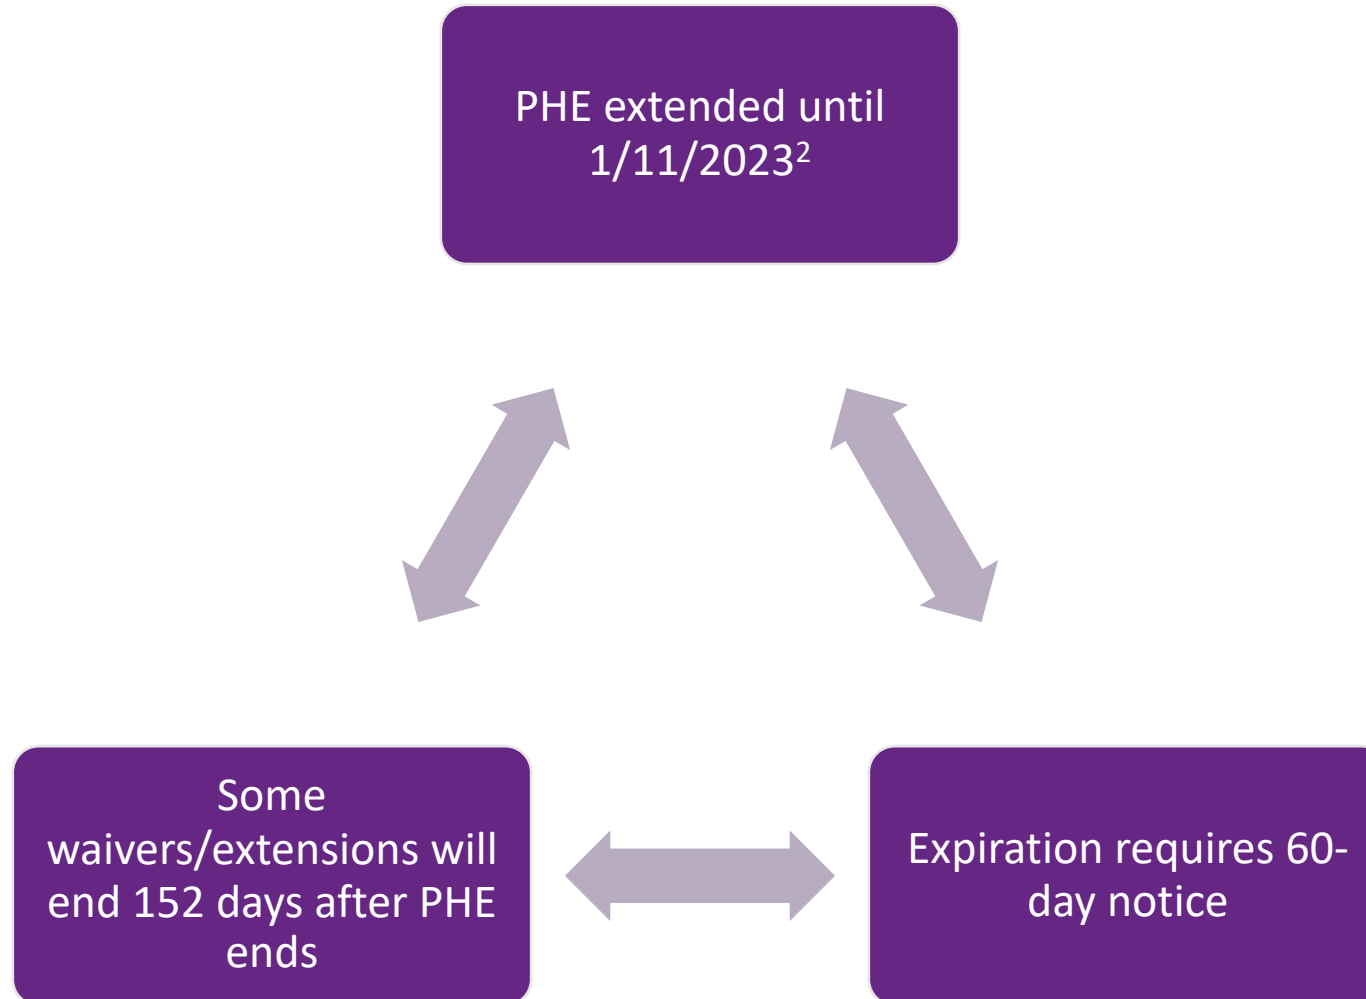 PHE extended until
1/11/2023²
Some
waivers/extensions will
end 152 days after PHE
ends
Expiration requires 60-
day notice